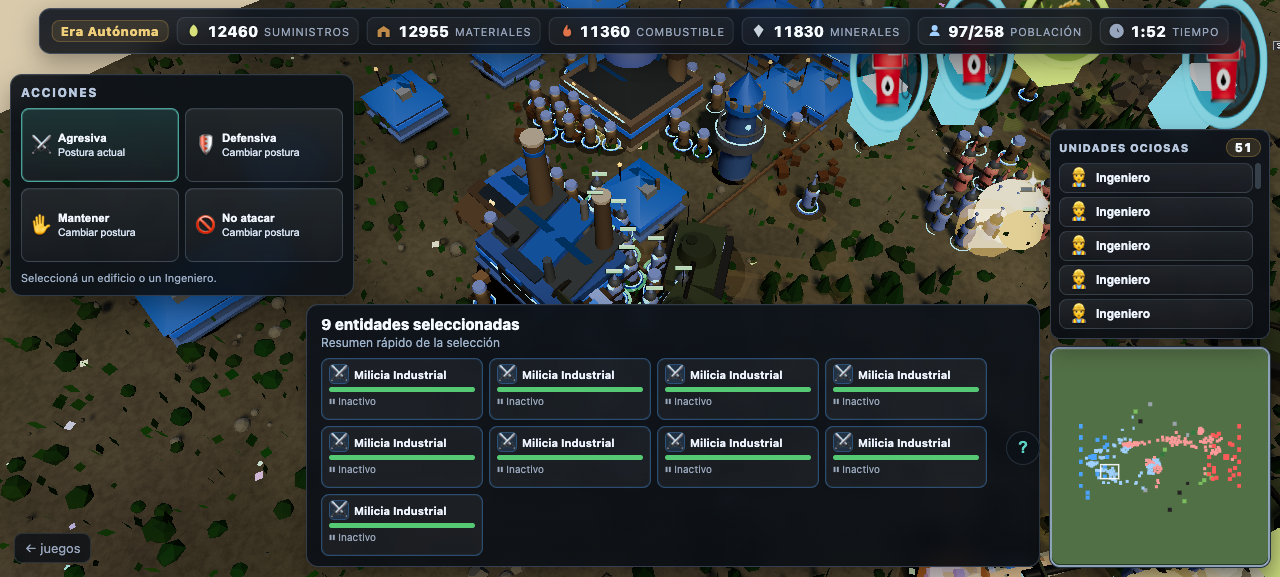 Era Autónoma
12460 SUMINISTROS
12955 MATERIALES
11360 COMBUSTIBLE
11830 MINERALES
97/258 POBLACIÓN
1:52 TIEMPO
ACCIONES
Agresiva
Postura actual
Defensiva
Cambiar postura
Mantener
Cambiar postura
No atacar
Cambiar postura
Seleccioná un edificio o un Ingeniero.
UNIDADES OCIOSAS 51
Ingeniero
Ingeniero
Ingeniero
Ingeniero
Ingeniero
9 entidades seleccionadas
Resumen rápido de la selección
Milicia Industrial
Inactivo
Milicia Industrial
Inactivo
Milicia Industrial
Inactivo
Milicia Industrial
Inactivo
Milicia Industrial
Inactivo
Milicia Industrial
Inactivo
Milicia Industrial
Inactivo
Milicia Industrial
Inactivo
Milicia Industrial
Inactivo
?
← juegos